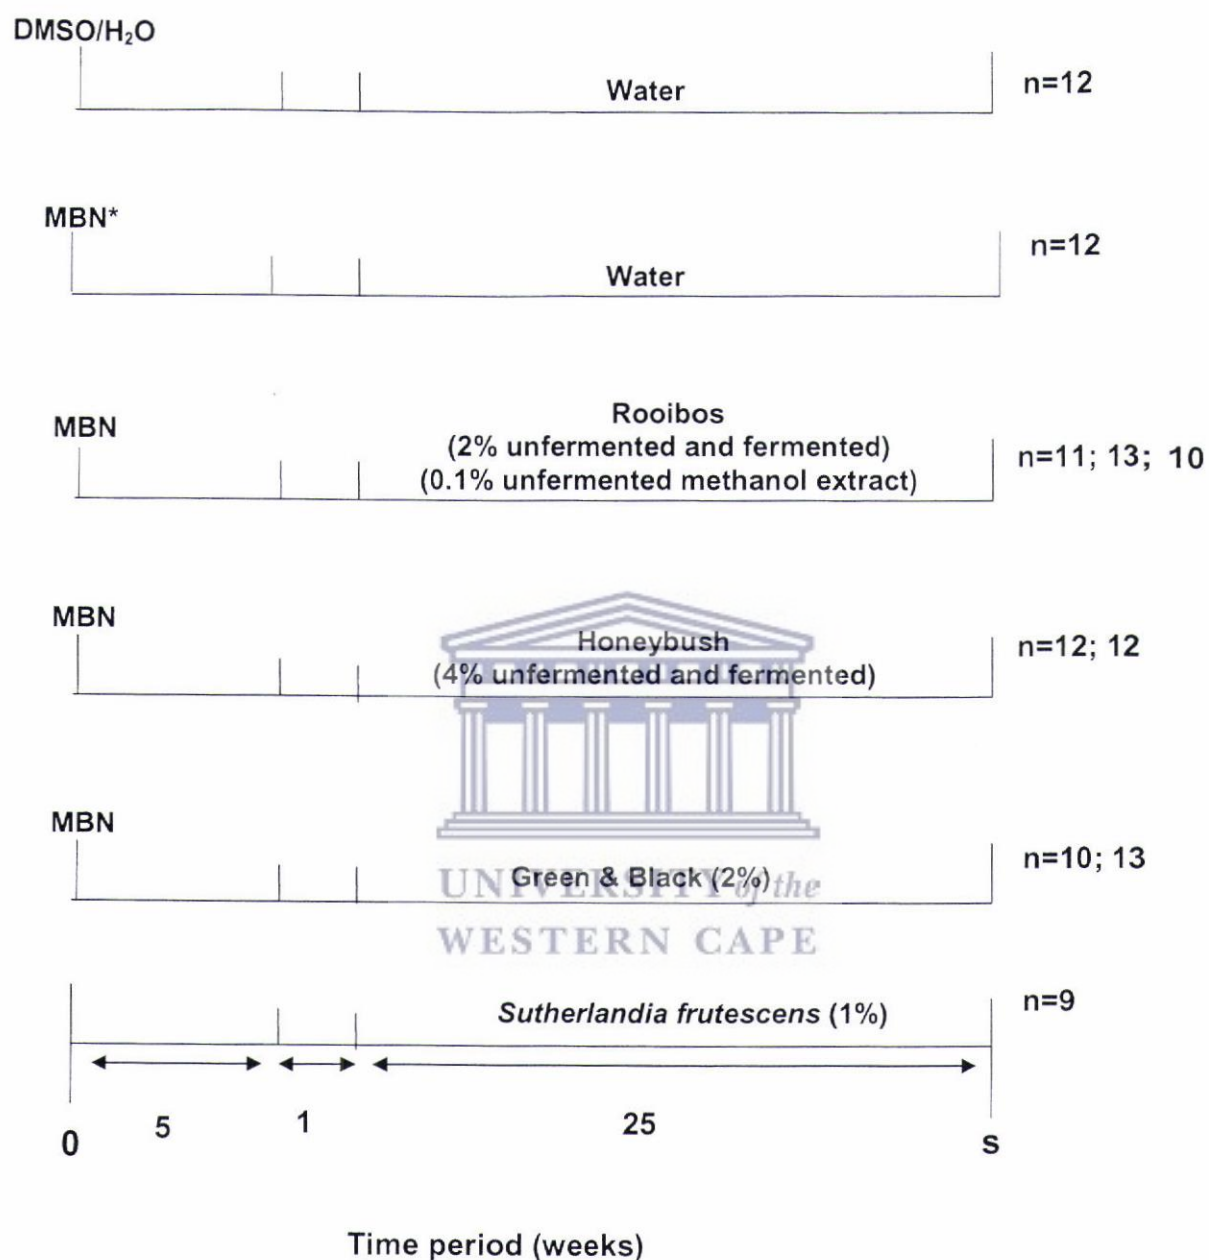 DMSO/H₂O
Water
n=12
MBN*
Water
n=12
MBN
Rooibos
(2% unfermented and fermented)
(0.1% unfermented methanol extract)
n=11; 13; 10
MBN
Honeybush
(4% unfermented and fermented)
n=12; 12
MBN
Green & Black (2%)
n=10; 13
UNIVERSITY of the
WESTERN CAPE
Sutherlandia frutescens (1%)
n=9
5
1
25
0
S
Time period (weeks)